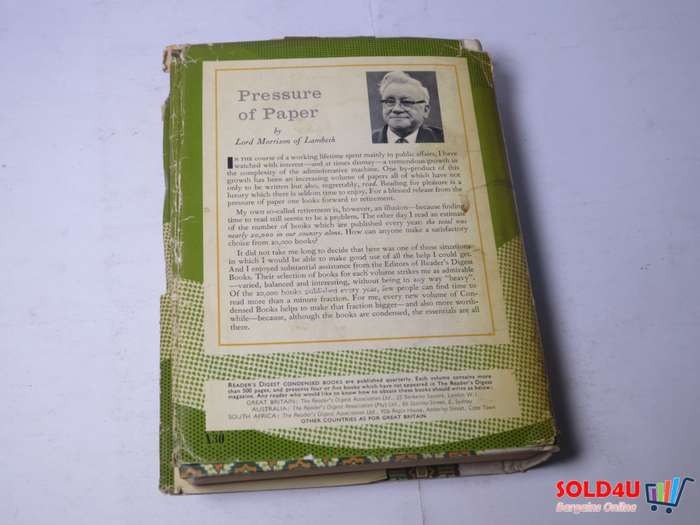 Pressure
of Paper
by
Lord Morrison of Lambeth
IN THE course of a working lifetime spent mainly in public affairs, I have
watched with interest—and at times dismay—a tremendous growth in
the complexity of the administrative machine. One by-product of this
growth has been an increasing volume of papers all of which have not
only to be written but also, regrettably, read. Reading for pleasure is a
luxury which there is seldom time to enjoy. For a blessed release from the
pressure of paper one looks forward to retirement.
My own so-called retirement is, however, an illusion—because finding
time to read still seems to be a problem. The other day I read an estimate
of the number of books which are published every year: the total was
nearly 20,000 in our country alone. How can anyone make a satisfactory
choice from 20,000 books?
It did not take me long to decide that here was one of those situations
in which I would be able to make good use of all the help I could get.
And I enjoyed substantial assistance from the Editors of Reader's Digest
Books. Their selection of books for each volume strikes me as admirable
—varied, balanced and interesting, without being in any way "heavy".
Of the 20,000 books published every year, few people can find time to
read more than a minute fraction. For me, every new volume of Con-
densed Books helps to make that fraction bigger—and also more worth-
while—because, although the books are condensed, the essentials are all
there.
READER'S DIGEST CONDENSED BOOKS are published quarterly. Each volume contains more
than 500 pages, and presents four or five books which have not appeared in The Reader's Digest
magazine. Any reader who would like to know how to obtain these books should write as below:
GREAT BRITAIN: The Reader's Digest Association Ltd., 25 Berkeley Square, London, W.1.
AUSTRALIA: The Reader's Digest Association (Pty) Ltd.,
SOUTH AFRICA: The Reader's Digest Association Ltd., Cape Town
OTHER COUNTRIES AS FOR GREAT BRITAIN
A30
SOLD4U
Bargains Online